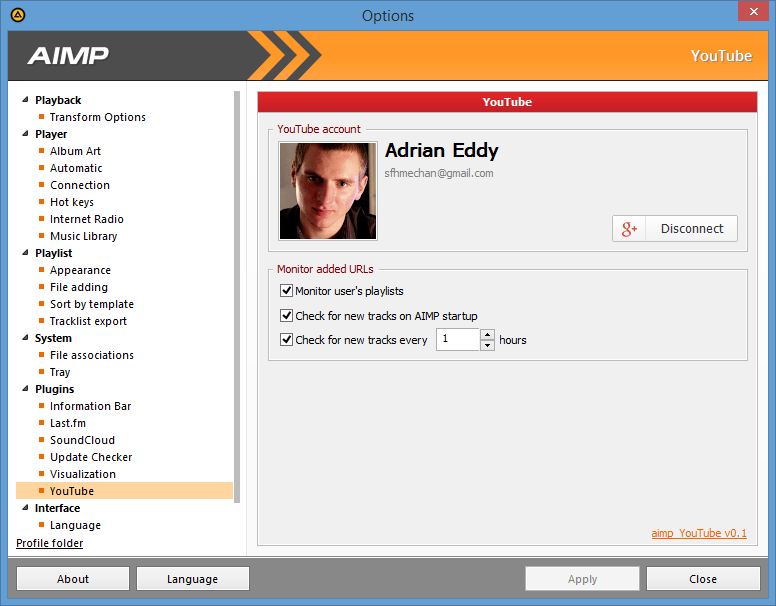 Options
AIMP
YouTube
Playback
Transform Options
Player
Album Art
Automatic
Connection
Hot keys
Internet Radio
Music Library
Playlist
Appearance
File adding
Sort by template
Tracklist export
System
File associations
Tray
Plugins
Information Bar
Last.fm
SoundCloud
Update Checker
Visualization
YouTube
Interface
Language
Profile folder
YouTube
YouTube account
Adrian Eddy
sfhmechan@gmail.com
g+ Disconnect
Monitor added URLs
Monitor user's playlists
Check for new tracks on AIMP startup
Check for new tracks every 1 hours
aimp_YouTube v0.1
About Language Apply Close